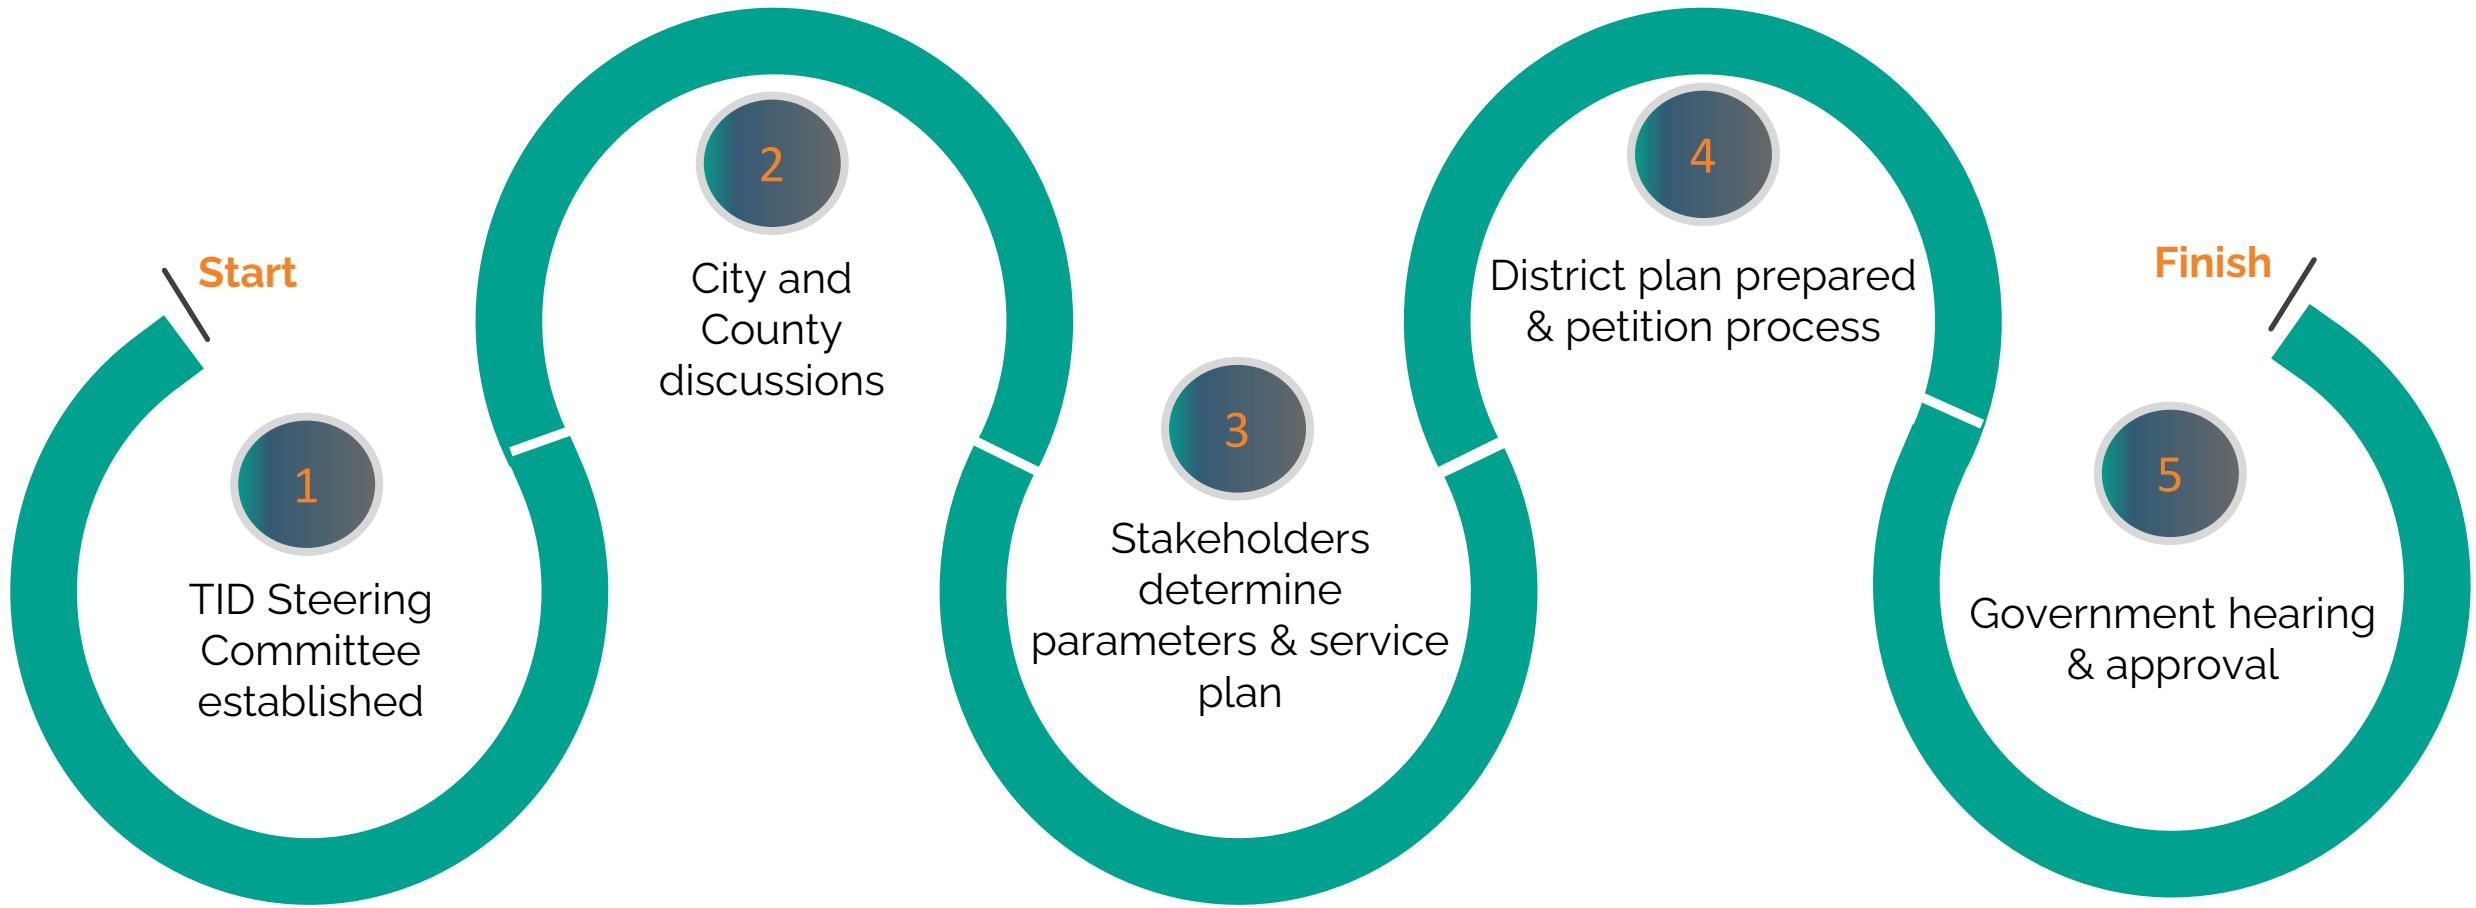 Start
1
TID Steering
Committee
established
2
City and
County
discussions
3
Stakeholders
determine
parameters & service
plan
4
District plan prepared
& petition process
Finish
5
Government hearing
& approval